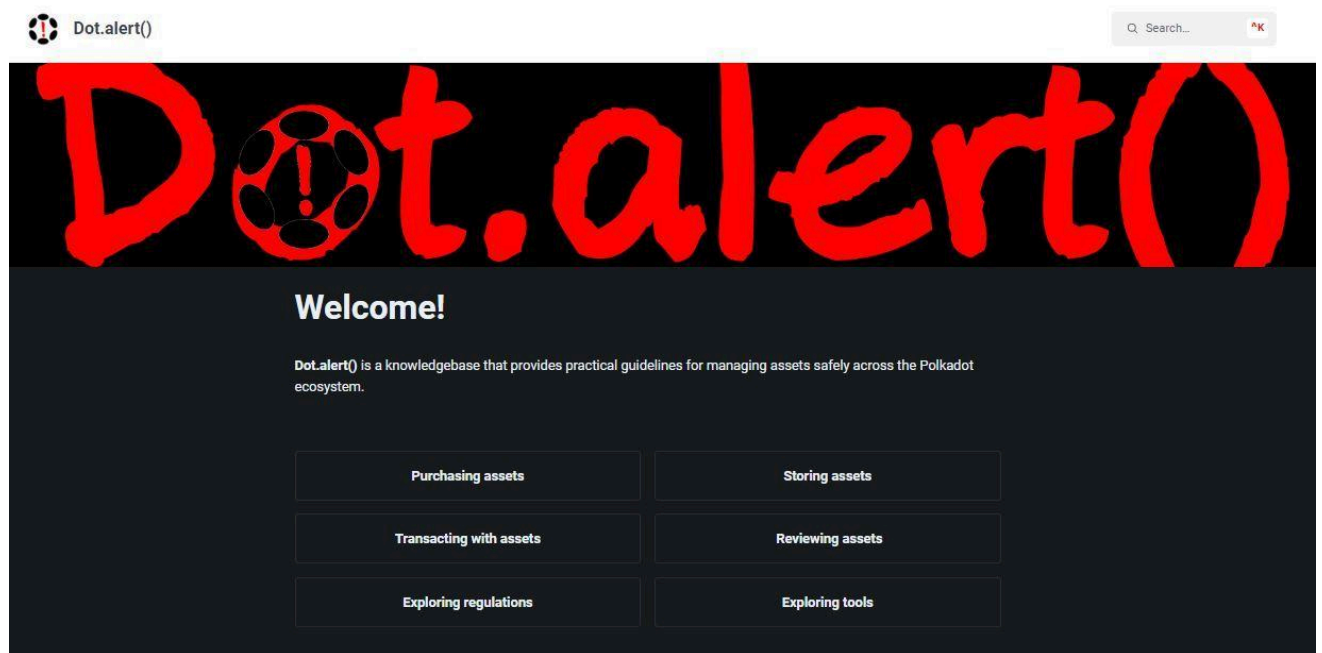 Dot.alert()
Search...
^K
Dot.alert()
Welcome!
Dot.alert() is a knowledgebase that provides practical guidelines for managing assets safely across the Polkadot
ecosystem.
Purchasing assets
Storing assets
Transacting with assets
Reviewing assets
Exploring regulations
Exploring tools